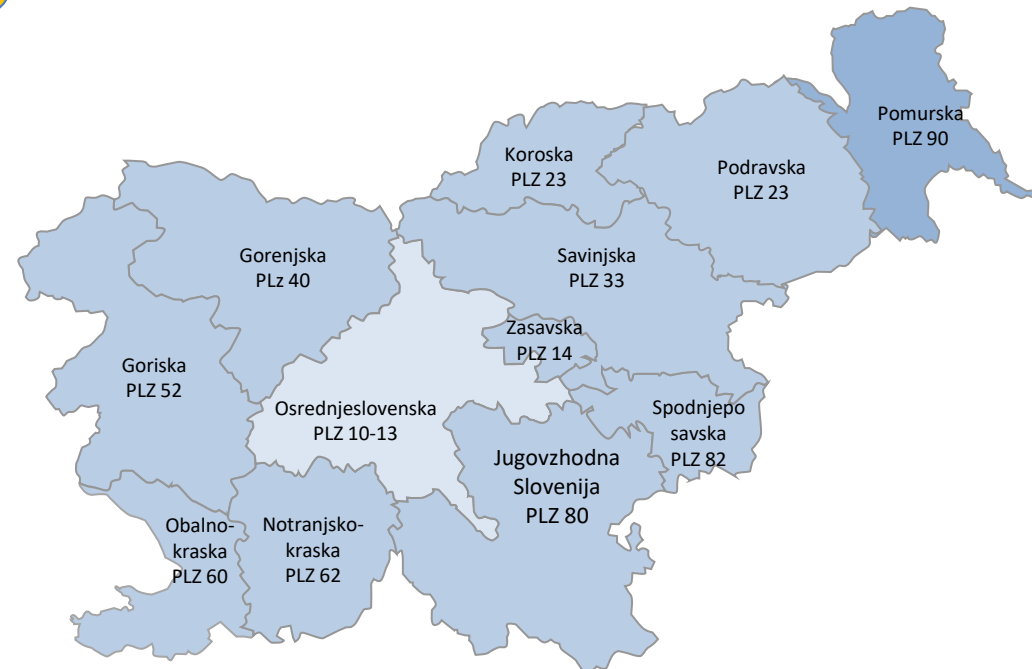 Pomurska
PLZ 90
Koroska
PLZ 23
Podravska
PLZ 23
Gorenjska
PLz 40
Savinjska
PLZ 33
Zasavska
PLZ 14
Goriska
PLZ 52
Osrednjeslovenska
PLZ 10-13
Spodnjepo
savska
PLZ 82
Jugovzhodna
Slovenija
PLZ 80
Obalno-
kraska
PLZ 60
Notranjsko-
kraska
PLZ 62